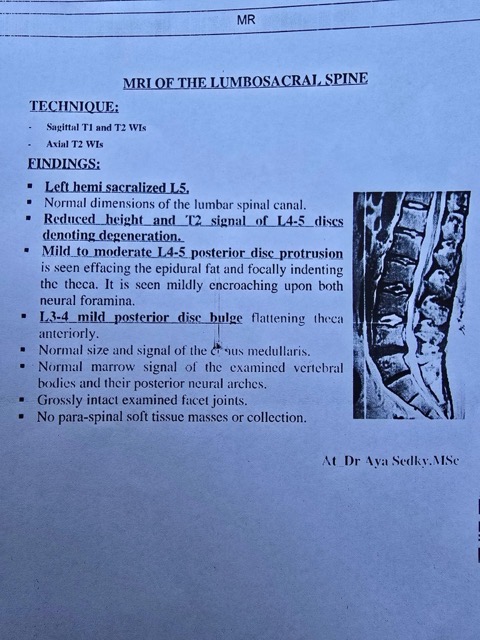 MR
MRI OF THE LUMBOSACRAL SPINE
TECHNIQUE:
- Sagittal T1 and T2 WIs
- Axial T2 WIs
FINDINGS:
▪ Left hemi sacralized L5.
▪ Normal dimensions of the lumbar spinal canal.
▪ Reduced height and T2 signal of L4-5 discs
denoting degeneration.
▪ Mild to moderate L4-5 posterior disc protrusion
is seen effacing the epidural fat and focally indenting
the theca. It is seen mildly encroaching upon both
neural foramina.
▪ L3-4 mild posterior disc bulge flattening theca
anteriorly.
▪ Normal size and signal of the conus medullaris.
▪ Normal marrow signal of the examined vertebral
bodies and their posterior neural arches.
▪ Grossly intact examined facet joints.
▪ No para-spinal soft tissue masses or collection.
At Dr Aya Sedky.MSc